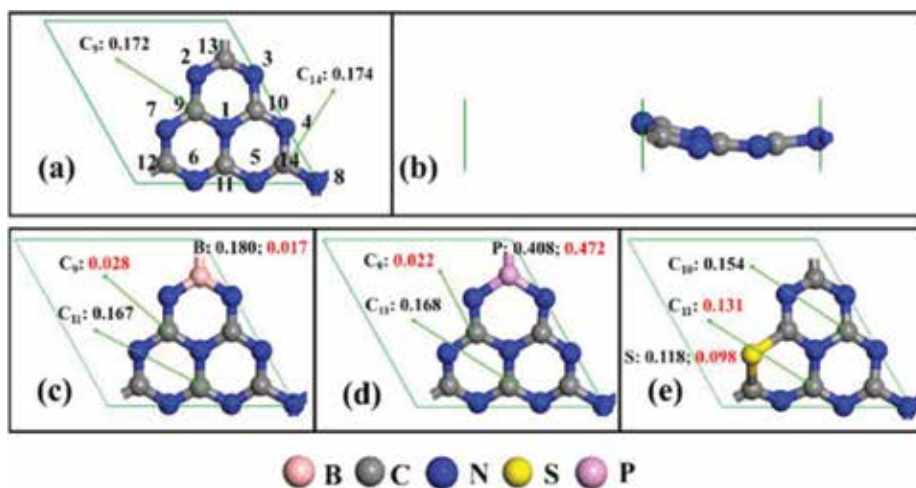 13
C₉: 0.172
2
3
C₁₄: 0.174
9
1
10
7
4
12
6
5
14
11
8
(a)
(b)
B: 0.180; 0.017
C₉: 0.028
C₁₁: 0.167
(c)
P: 0.408; 0.472
C₉: 0.022
C₁₁: 0.168
(d)
C₁₀: 0.154
C₁₁: 0.131
S: 0.118; 0.098
(e)
B C N S P